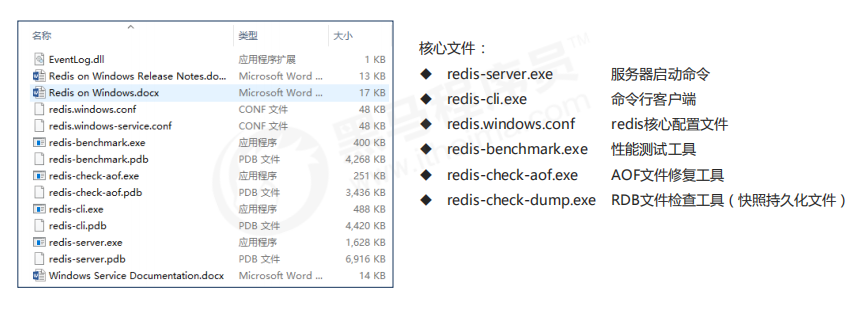 名称 类型 大小
EventLog.dll 应用程序扩展 1 KB
Redis on Windows Release Notes.do... Microsoft Word ... 13 KB
Redis on Windows.docx Microsoft Word ... 17 KB
redis.windows.conf CONF 文件 48 KB
redis.windows-service.conf CONF 文件 48 KB
redis-benchmark.exe 应用程序 400 KB
redis-benchmark.pdb PDB 文件 4,268 KB
redis-check-aof.exe 应用程序 251 KB
redis-check-aof.pdb PDB 文件 3,436 KB
redis-cli.exe 应用程序 488 KB
redis-cli.pdb PDB 文件 4,420 KB
redis-server.exe 应用程序 1,628 KB
redis-server.pdb PDB 文件 6,916 KB
Windows Service Documentation.docx Microsoft Word ... 14 KB
核心文件：
◆ redis-server.exe 服务器启动命令
◆ redis-cli.exe 命令行客户端
◆ redis.windows.conf redis核心配置文件
◆ redis-benchmark.exe 性能测试工具
◆ redis-check-aof.exe AOF文件修复工具
◆ redis-check-dump.exe RDB文件检查工具（快照持久化文件）
黑马程序员™